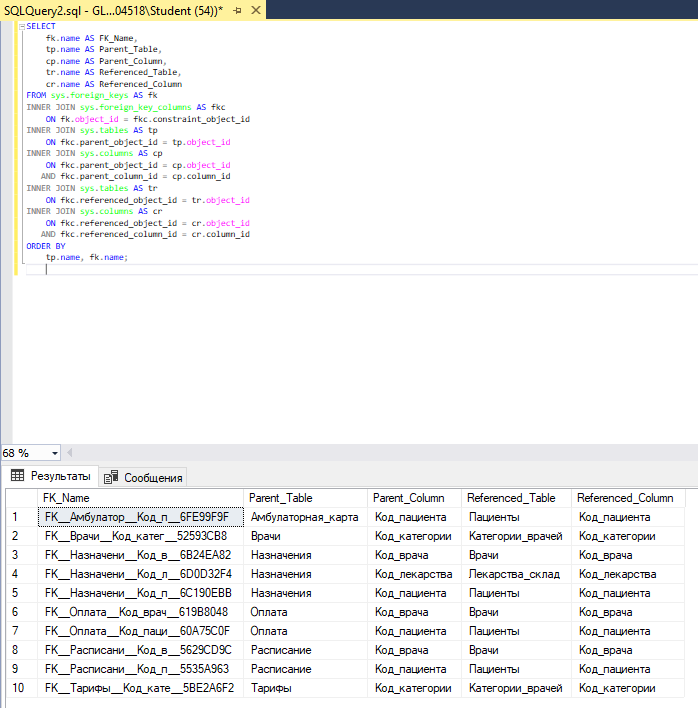 SQLQuery2.sql - GL...04518\Student (54))*
SELECT
fk.name AS FK_Name,
tp.name AS Parent_Table,
cp.name AS Parent_Column,
tr.name AS Referenced_Table,
cr.name AS Referenced_Column
FROM sys.foreign_keys AS fk
INNER JOIN sys.foreign_key_columns AS fkc
ON fk.object_id = fkc.constraint_object_id
INNER JOIN sys.tables AS tp
ON fkc.parent_object_id = tp.object_id
INNER JOIN sys.columns AS cp
ON fkc.parent_object_id = cp.object_id
AND fkc.parent_column_id = cp.column_id
INNER JOIN sys.tables AS tr
ON fkc.referenced_object_id = tr.object_id
INNER JOIN sys.columns AS cr
ON fkc.referenced_object_id = cr.object_id
AND fkc.referenced_column_id = cr.column_id
ORDER BY
tp.name, fk.name;
68 %
Результаты Сообщения
FK_Name Parent_Table Parent_Column Referenced_Table Referenced_Column
1 FK__Амбулатор__Код_п__6FE99F9F Амбулаторная_карта Код_пациента Пациенты Код_пациента
2 FK__Врачи__Код_катег__52593CB8 Врачи Код_категории Категории_врачей Код_категории
3 FK__Назначени__Код_в__6B24EA82 Назначения Код_врача Врачи Код_врача
4 FK__Назначени__Код_л__6D0D32F4 Назначения Код_лекарства Лекарства_склад Код_лекарства
5 FK__Назначени__Код_п__6C190EBB Назначения Код_пациента Пациенты Код_пациента
6 FK__Оплата__Код_врач__619B8048 Оплата Код_врача Врачи Код_врача
7 FK__Оплата__Код_паци__60A75C0F Оплата Код_пациента Пациенты Код_пациента
8 FK__Расписани__Код_в__5629CD9C Расписание Код_врача Врачи Код_врача
9 FK__Расписани__Код_п__5535A963 Расписание Код_пациента Пациенты Код_пациента
10 FK__Тарифы__Код_кате__5BE2A6F2 Тарифы Код_категории Категории_врачей Код_категории